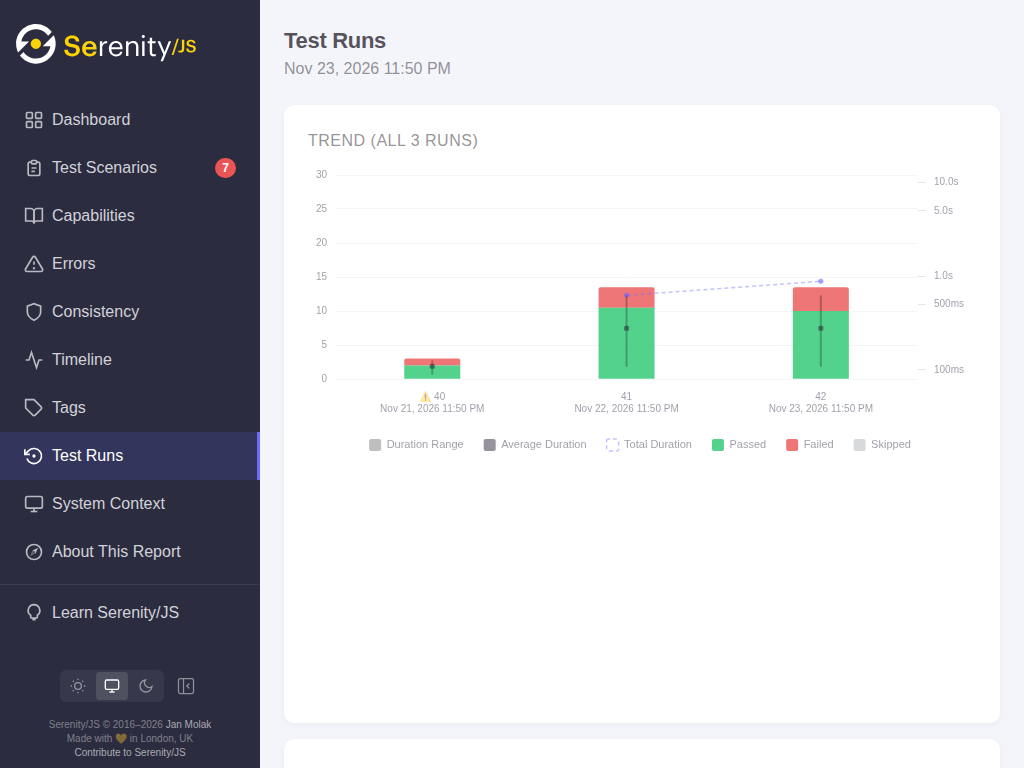 Serenity/JS
Dashboard
Test Scenarios 7
Capabilities
Errors
Consistency
Timeline
Tags
Test Runs
System Context
About This Report
Learn Serenity/JS
Serenity/JS © 2016–2026 Jan Molak
Made with 💛 in London, UK
Contribute to Serenity/JS
Test Runs
Nov 23, 2026 11:50 PM
TREND (ALL 3 RUNS)
30
25
20
15
10
5
0
10.0s
5.0s
1.0s
500ms
100ms
⚠️ 40
Nov 21, 2026 11:50 PM
41
Nov 22, 2026 11:50 PM
42
Nov 23, 2026 11:50 PM
Duration Range Average Duration Total Duration Passed Failed Skipped